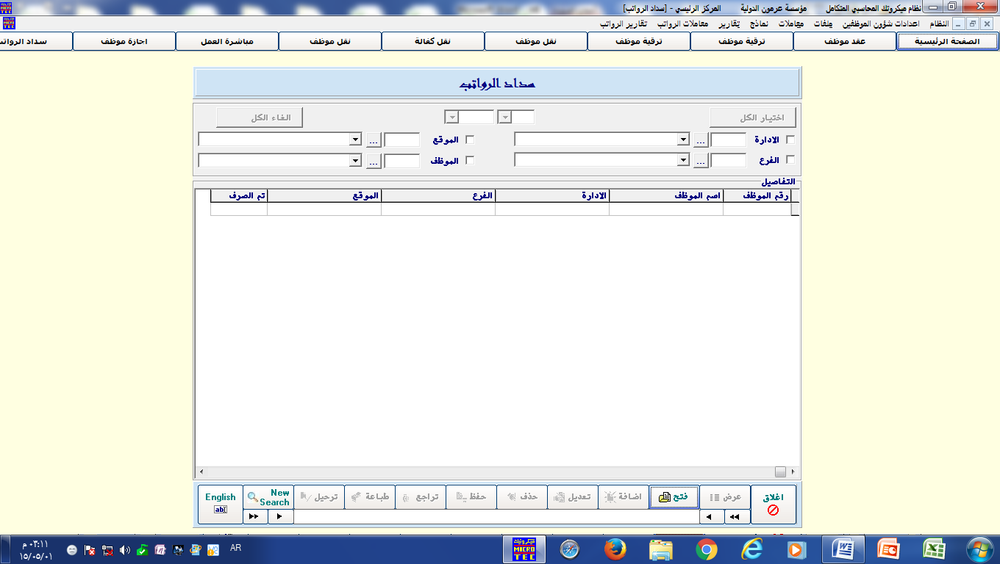 نظام ميكروتك المحاسبي المتكامل مؤسسة عرمون الدولية المركز الرئيسي - [سداد الرواتب]
النظام اعدادات شؤون الموظفين ملفات معاملات نماذج تقارير معاملات الرواتب تقارير الرواتب
الصفحة الرئيسية عقد موظف ترقية موظف ترقية موظف نقل موظف نقل كفالة نقل موظف مباشرة العمل اجازة موظف سداد الرواتب
سداد الرواتب
اختيار الكل الغاء الكل
الادارة ... الموقع ...
الفرع ... الموظف ...
التفاصيل
رقم الموظف اسم الموظف الادارة الفرع الموقع تم الصرف
اغلاق عرض فتح اضافة تعديل حذف حفظ تراجع طباعة ترحيل New Search English
ab
ميكروتك
MICRO
TEC
AR
٠٣:١١ م
١٥/٠٥/٠١